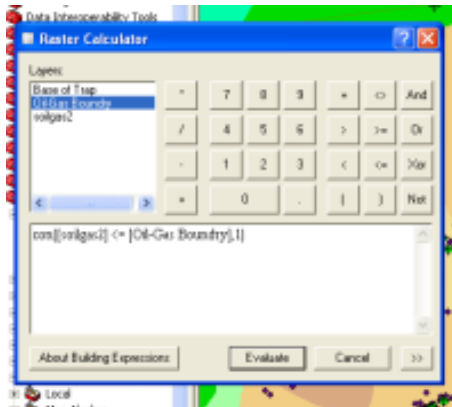 Data Interoperability Tools
Raster Calculator
Layers:
Base of Trap
Oil-Gas Boundry
soilgas2
* 7 8 9 = <> And
/ 4 5 6 > >= Or
- 1 2 3 < <= Xor
+ 0 . ( ) Not
con([soilgas2] <= [Oil-Gas Boundry],1)
About Building Expressions
Evaluate
Cancel
>>
Local